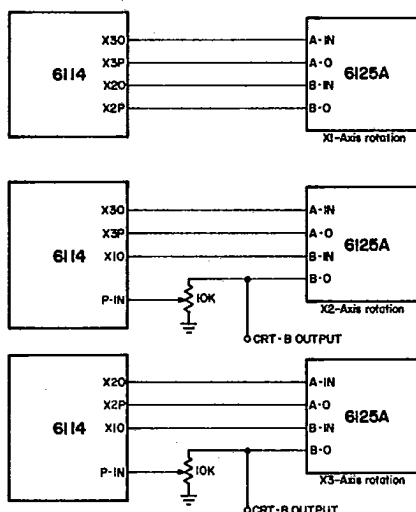 6114
X3O
X3P
X2O
X2P
A-IN
A-O
B-IN
B-O
6125A
X1-Axis rotation
6114
X3O
X3P
X1O
P-IN
10K
CRT-B OUTPUT
A-IN
A-O
B-IN
B-O
6125A
X2-Axis rotation
6114
X2O
X2P
X1O
P-IN
10K
CRT-B OUTPUT
A-IN
A-O
B-IN
B-O
6125A
X3-Axis rotation